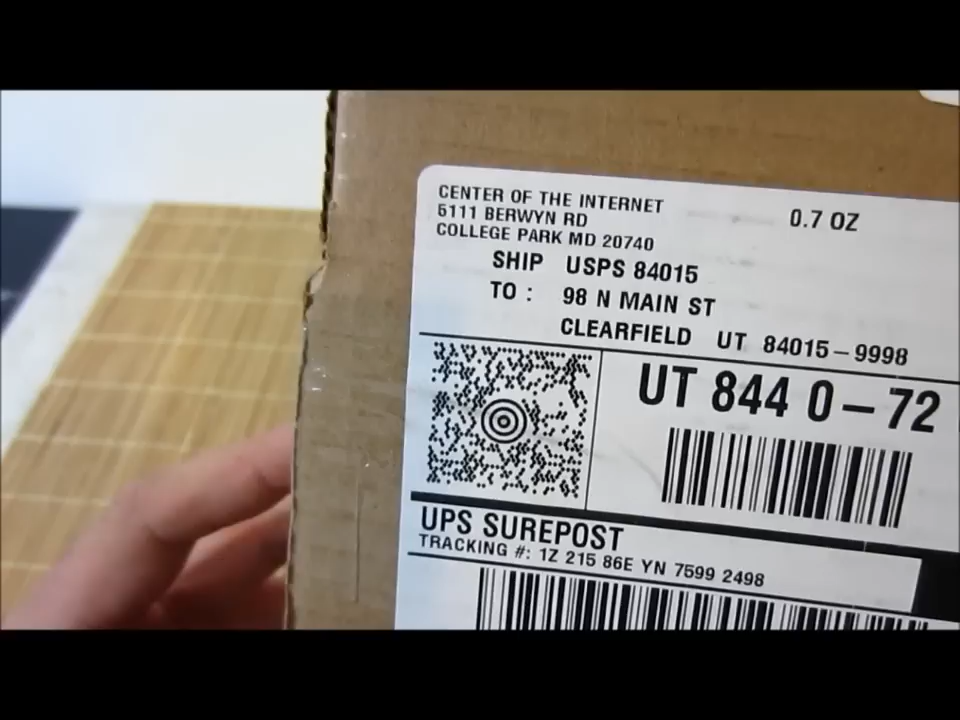 CENTER OF THE INTERNET
5111 BERWYN RD
COLLEGE PARK MD 20740
0.7 OZ
SHIP USPS 84015
TO : 98 N MAIN ST
CLEARFIELD UT 84015-9998
UT 844 0-72
UPS SUREPOST
TRACKING #: 1Z 215 86E YN 7599 2498